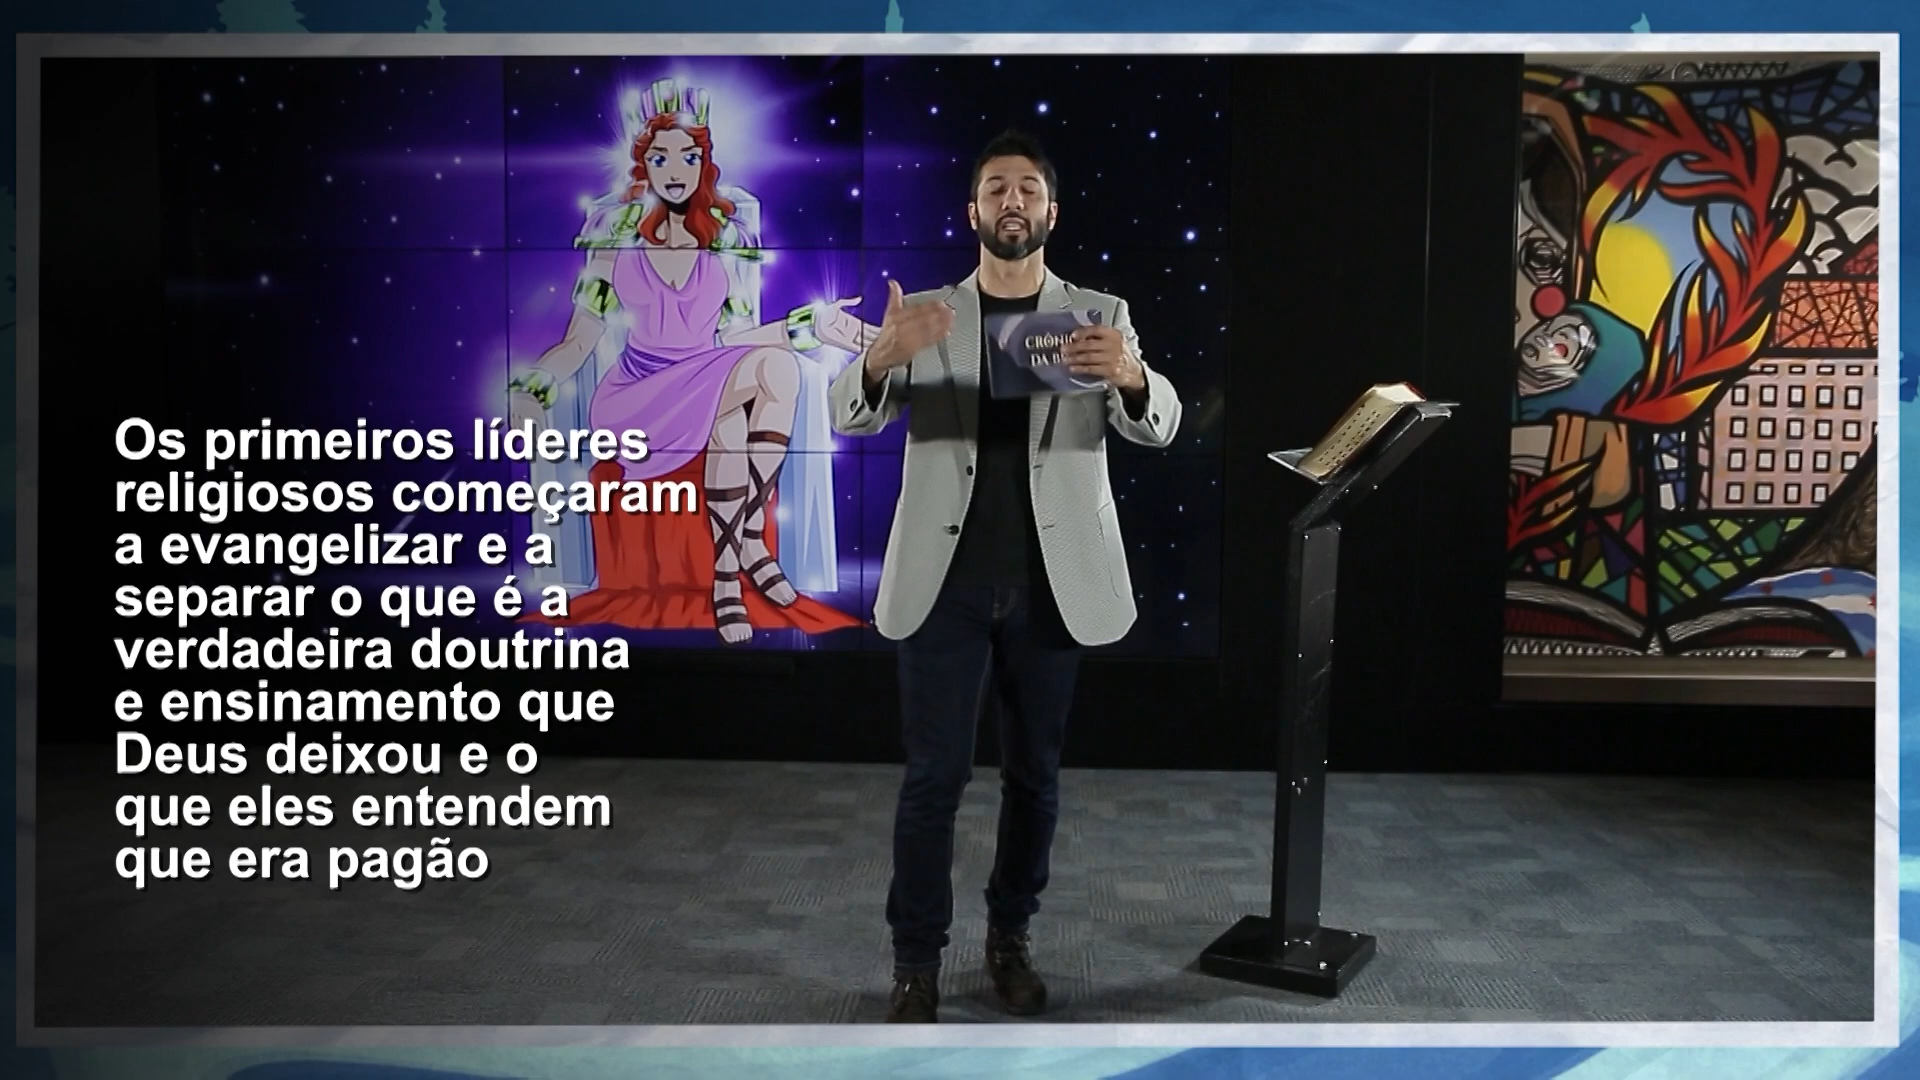 Os primeiros líderes
religiosos começaram
a evangelizar e a
separar o que é a
verdadeira doutrina
e ensinamento que
Deus deixou e o
que eles entendem
que era pagão
DA